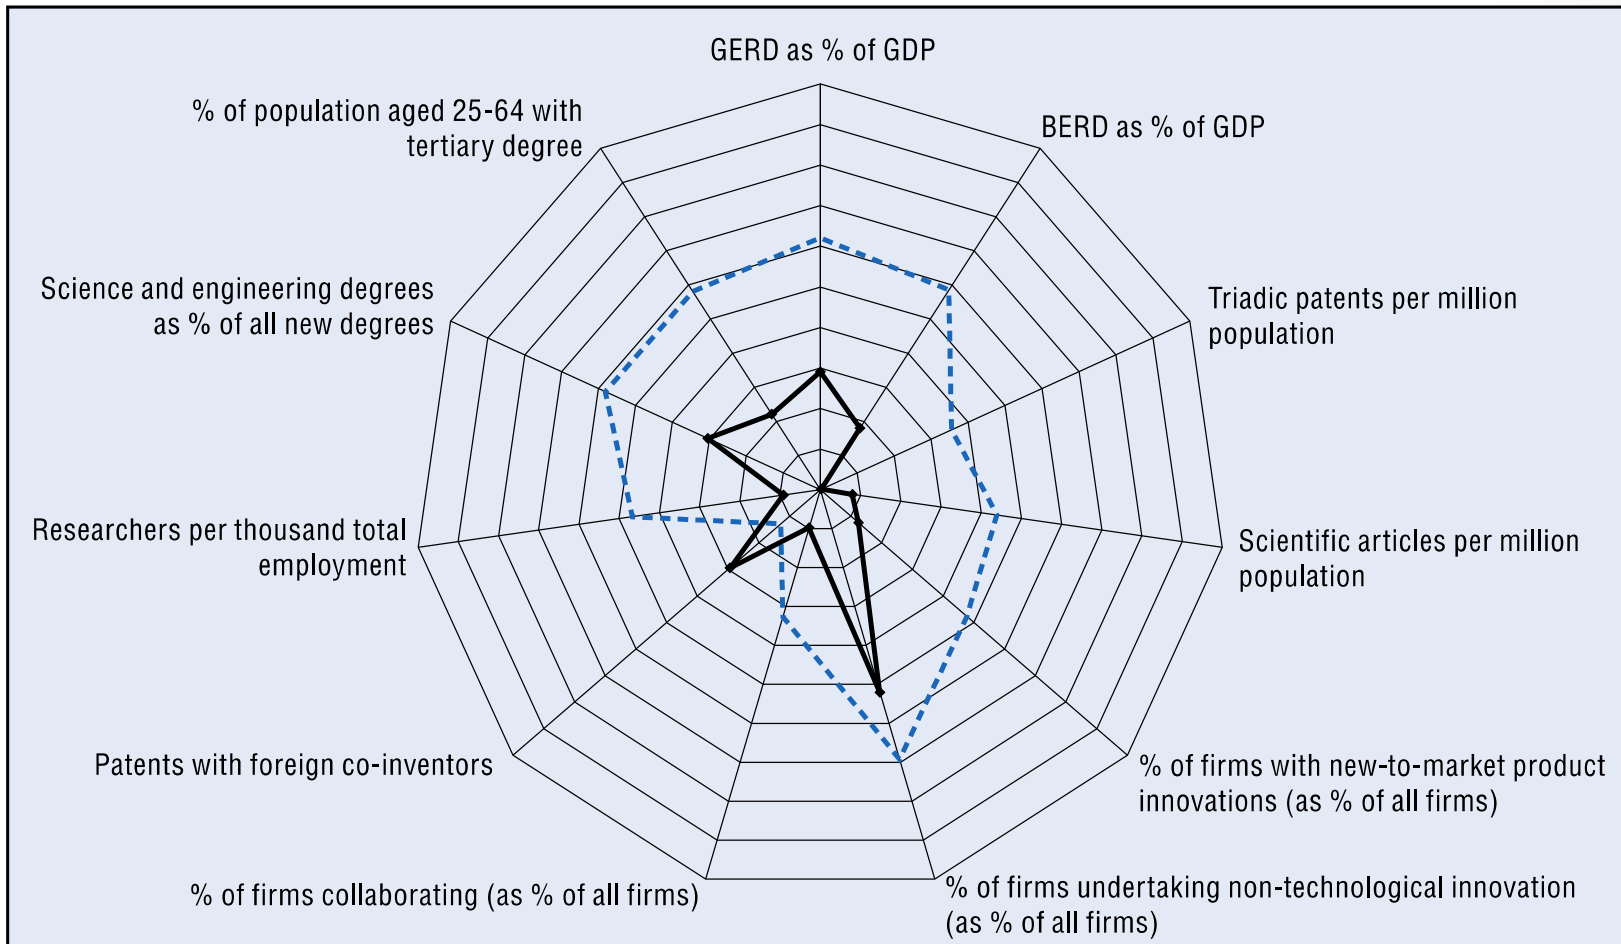 GERD as % of GDP
% of population aged 25-64 with
tertiary degree
BERD as % of GDP
Science and engineering degrees
as % of all new degrees
Triadic patents per million
population
Researchers per thousand total
employment
Scientific articles per million
population
Patents with foreign co-inventors
% of firms with new-to-market product
innovations (as % of all firms)
% of firms collaborating (as % of all firms)
% of firms undertaking non-technological innovation
(as % of all firms)